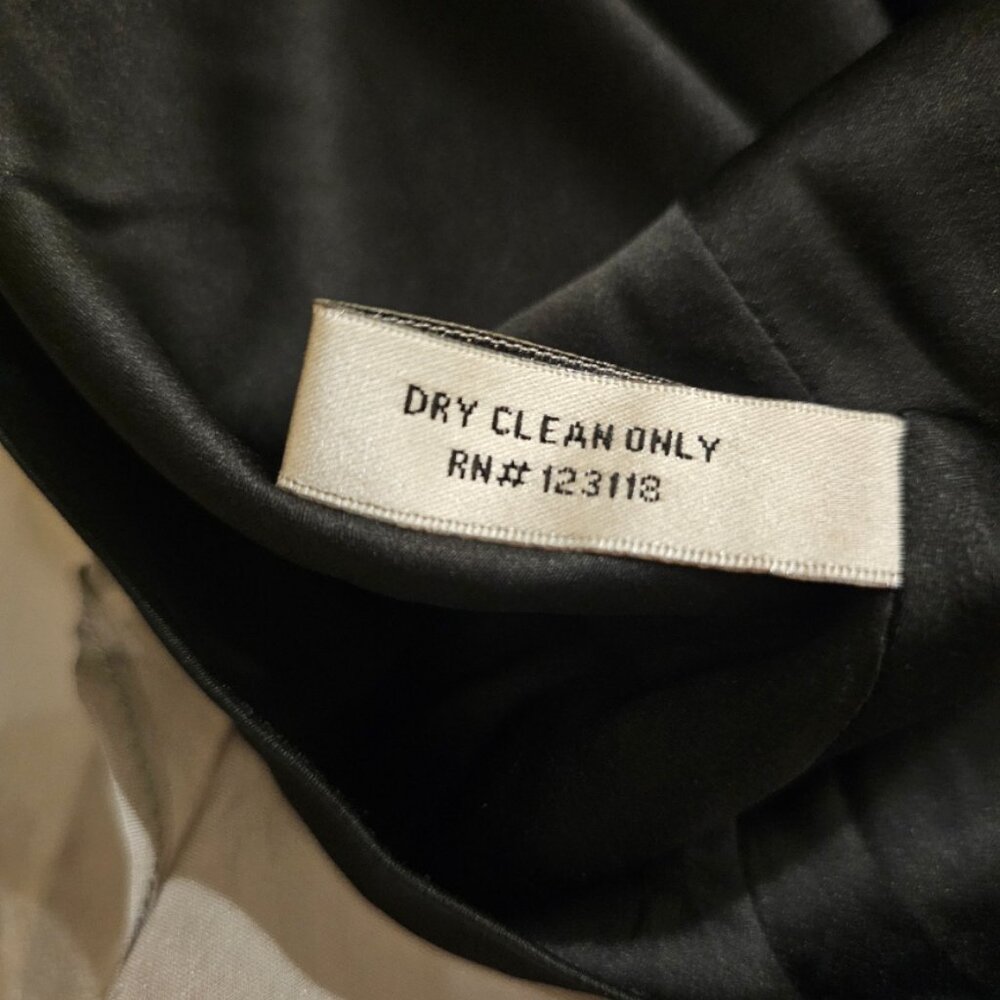 DRY CLEAN ONLY
RN# 123118